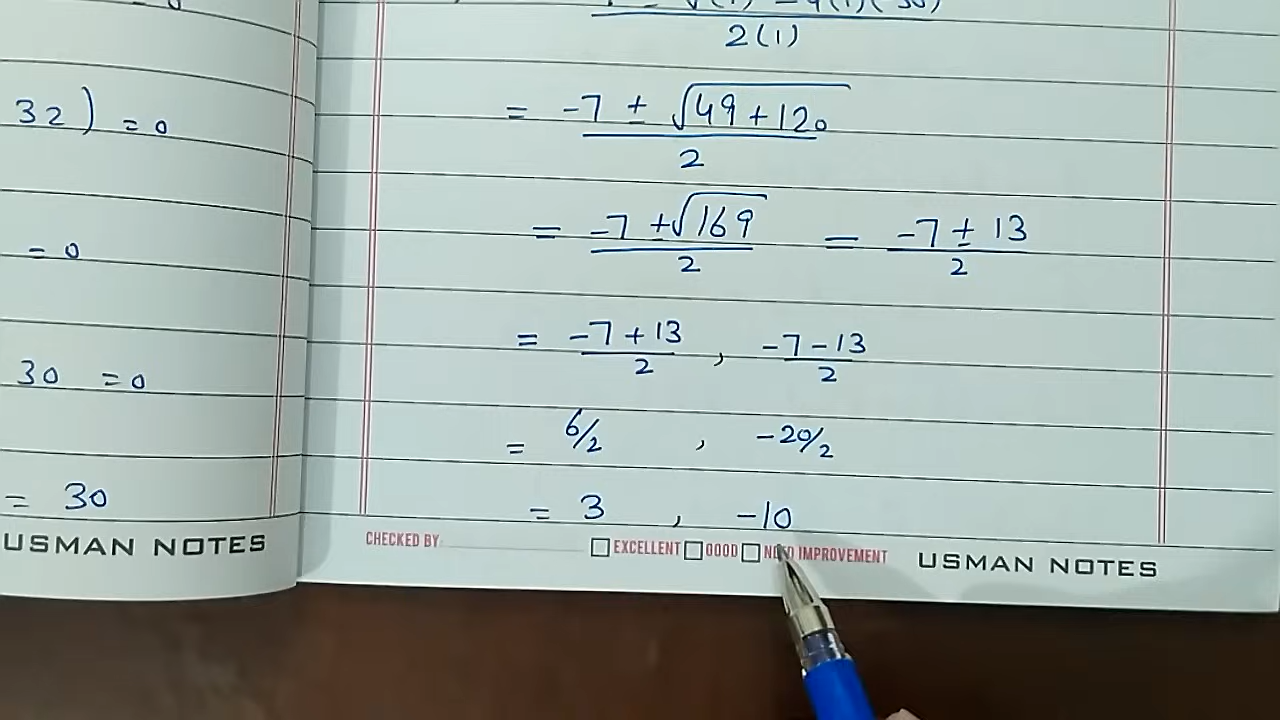 = 0
32) = 0
= 0
30 = 0
= 30
USMAN NOTES
2(1)
= -7 ± √49+120
2
= -7 ±√169 = -7 ± 13
2 2
= -7 + 13 , -7 - 13
2 2
= 6/2 , -20/2
= 3 , -10
CHECKED BY EXCELLENT GOOD NEED IMPROVEMENT USMAN NOTES